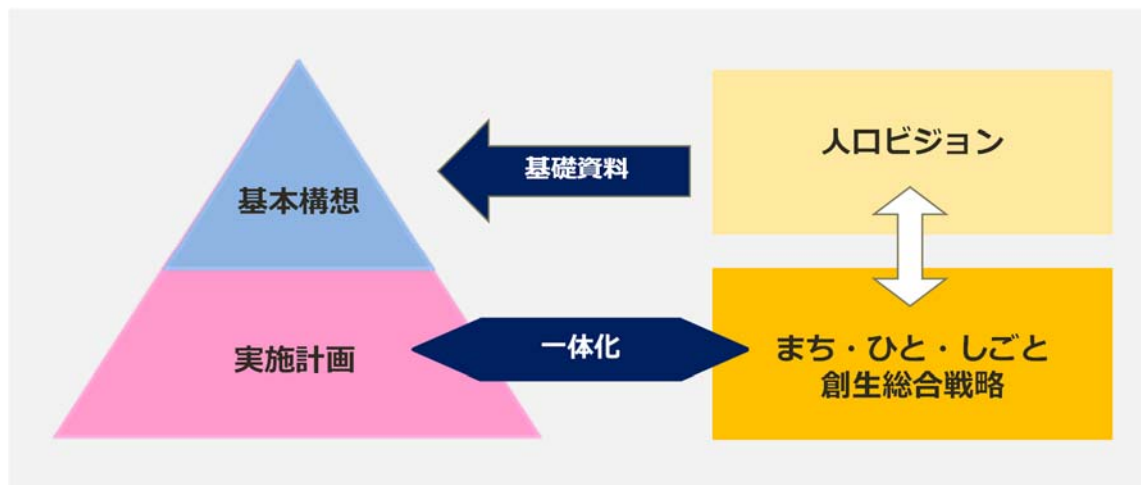 人口ビジョン
基礎資料
基本構想
一体化
実施計画
まち・ひと・しごと
創生総合戦略